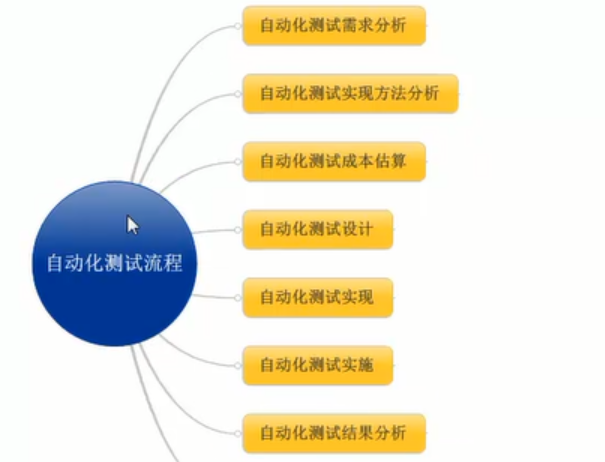 自动化测试需求分析
自动化测试实现方法分析
自动化测试成本估算
自动化测试设计
自动化测试流程
自动化测试实现
自动化测试实施
自动化测试结果分析